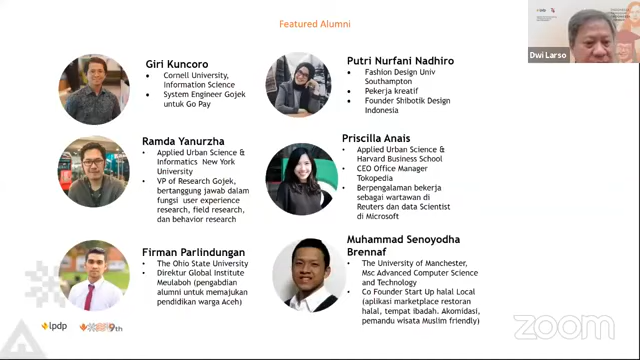 Featured Alumni
Giri Kuncoro
• Cornell University,
Information Science
• System Engineer Gojek
untuk Go Pay
Putri Nurfani Nadhiro
• Fashion Design Univ
Southampton
• Pekerja kreatif
• Founder Shibotik Design
Indonesia
Ramda Yanurzha
• Applied Urban Science &
Informatics New York
University
• VP of Research Gojek,
bertanggung jawab dalam
fungsi user experience
research, field research,
dan behavior research
Priscilla Anais
• Applied Urban Science &
Harvard Business School
• CEO Office Manager
Tokopedia
• Berpengalaman bekerja
sebagai wartawan di
Reuters dan data Scientist
di Microsoft
Firman Parlindungan
• The Ohio State University
• Direktur Global Institute
Meulaboh (pengabdian
alumni untuk memajukan
pendidikan warga Aceh)
Muhammad Senoyodha
Brennaf
• The University of Manchester,
Msc Advanced Computer Science
and Technology
• Co Founder Start Up halal Local
(aplikasi marketplace restoran
halal, tempat ibadah. Akomidasi,
pemandu wisata Muslim friendly)
Dwi Larso
lpdp
9th
zoom